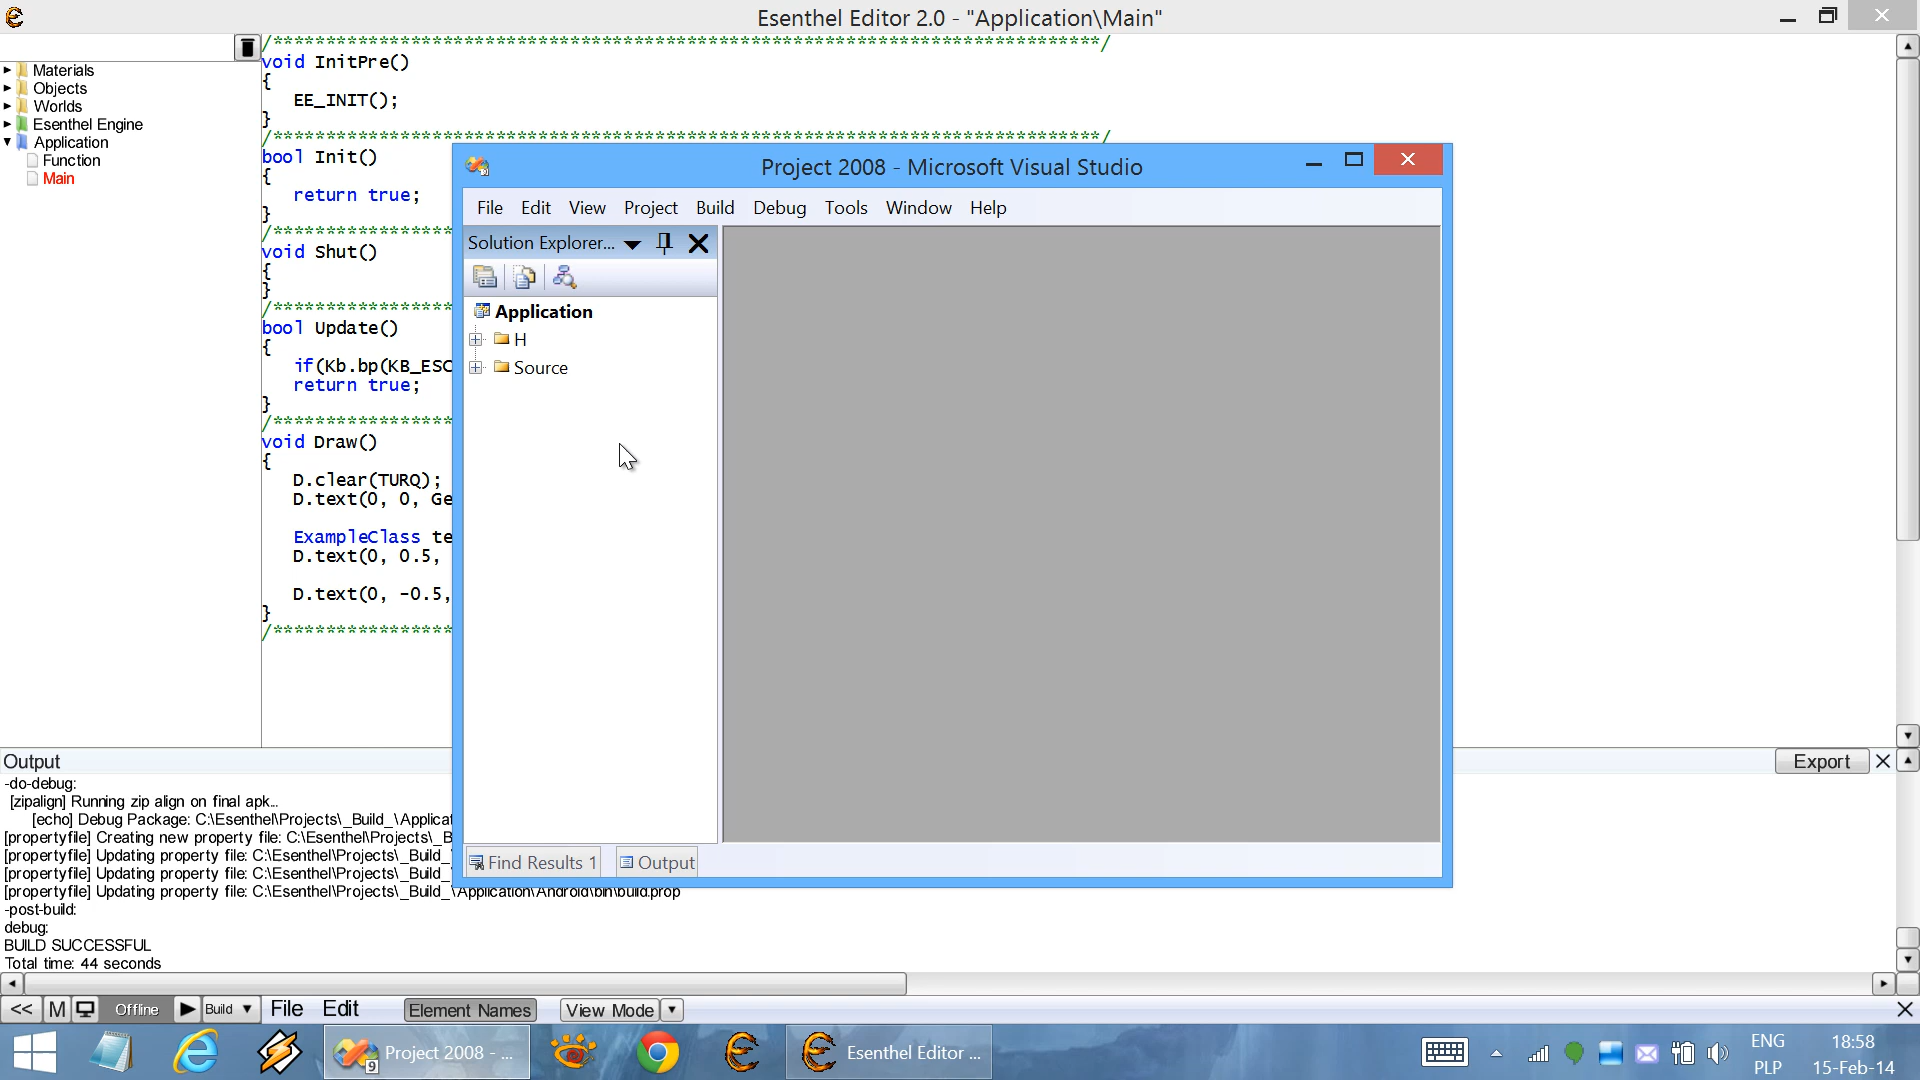 Esenthel Editor 2.0 - "Application\Main"
Materials
Objects
Worlds
Esenthel Engine
Application
Function
Main
/******************************************************************************/
void InitPre()
{
EE_INIT();
}
/******************************************************************************/
bool Init()
{
return true;
}
/*****************
void Shut()
{
}
/*****************
bool Update()
{
if(Kb.bp(KB_ESC
return true;
}
/*****************
void Draw()
{
D.clear(TURQ);
D.text(0, 0, Ge
ExampleClass te
D.text(0, 0.5,
D.text(0, -0.5,
}
/*****************
Project 2008 - Microsoft Visual Studio
File Edit View Project Build Debug Tools Window Help
Solution Explorer...
Application
H
Source
Find Results 1
Output
Output
Export
-do-debug:
[zipalign] Running zip align on final apk...
[echo] Debug Package: C:\Esenthel\Projects\_Build_\Applicat
[propertyfile] Creating new property file: C:\Esenthel\Projects\_B
[propertyfile] Updating property file: C:\Esenthel\Projects\_Build_
[propertyfile] Updating property file: C:\Esenthel\Projects\_Build_
[propertyfile] Updating property file: C:\Esenthel\Projects\_Build_\Application\Android\bin\build.prop
-post-build:
debug:
BUILD SUCCESSFUL
Total time: 44 seconds
<< M Offline Build File Edit Element Names View Mode
9 Project 2008 - ... Esenthel Editor ...
ENG
PLP
18:58
15-Feb-14